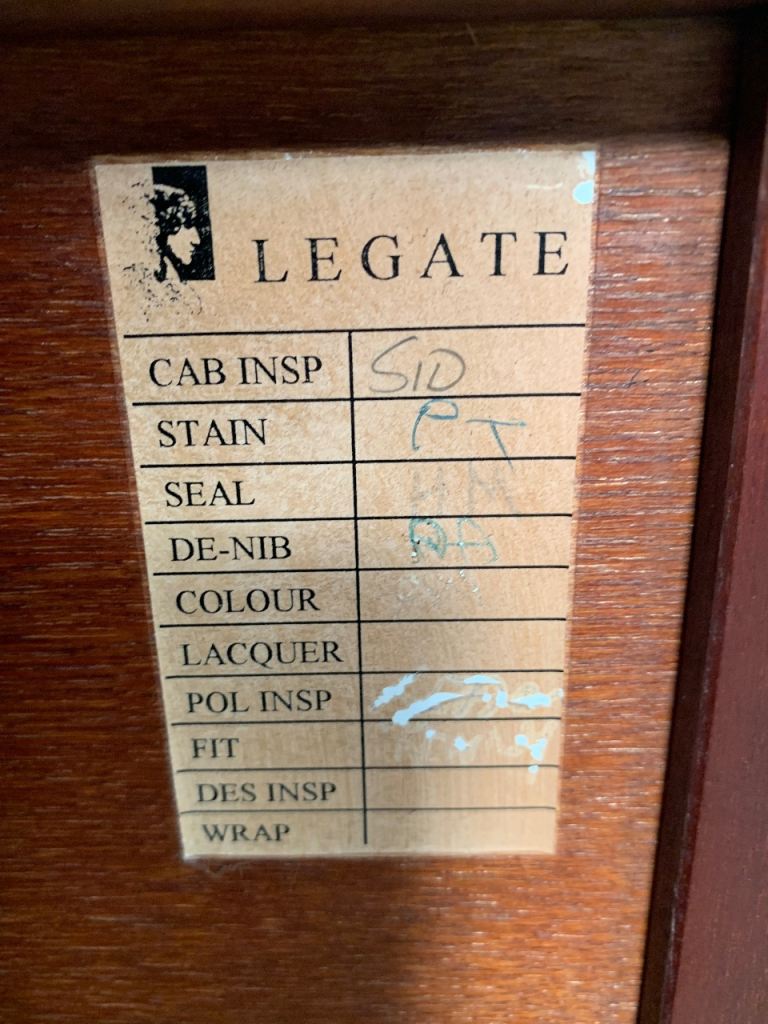 LEGATE
CAB INSP SID
STAIN PT
SEAL
DE-NIB
COLOUR
LACQUER
POL INSP
FIT
DES INSP
WRAP